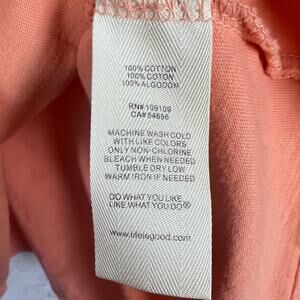 100% COTTON
100% COTON
100% ALGODON
RN# 109109
CA# 54656
MACHINE WASH COLD
WITH LIKE COLORS
ONLY NON-CHLORINE
BLEACH WHEN NEEDED
TUMBLE DRY LOW
WARM IRON IF NEEDED
DO WHAT YOU LIKE
LIKE WHAT YOU DO®
www.lifeisgood.com